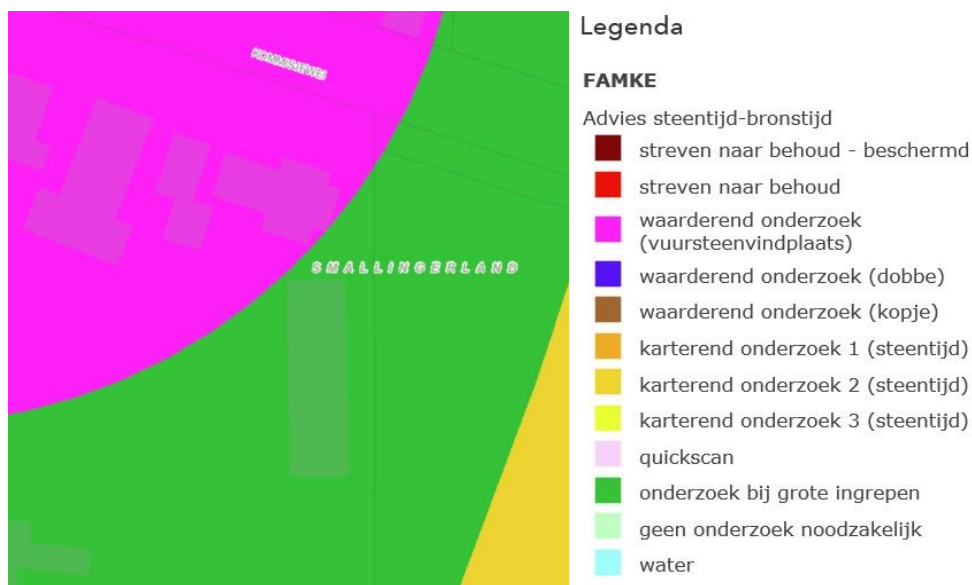 KOMMISJEWEI
SMALLINGERLAND
Legenda
FAMKE
Advies steentijd-bronstijd
streven naar behoud - beschermd
streven naar behoud
waarderend onderzoek
(vuursteenvindplaats)
waarderend onderzoek (dobbe)
waarderend onderzoek (kopje)
karterend onderzoek 1 (steentijd)
karterend onderzoek 2 (steentijd)
karterend onderzoek 3 (steentijd)
quickscan
onderzoek bij grote ingrepen
geen onderzoek noodzakelijk
water